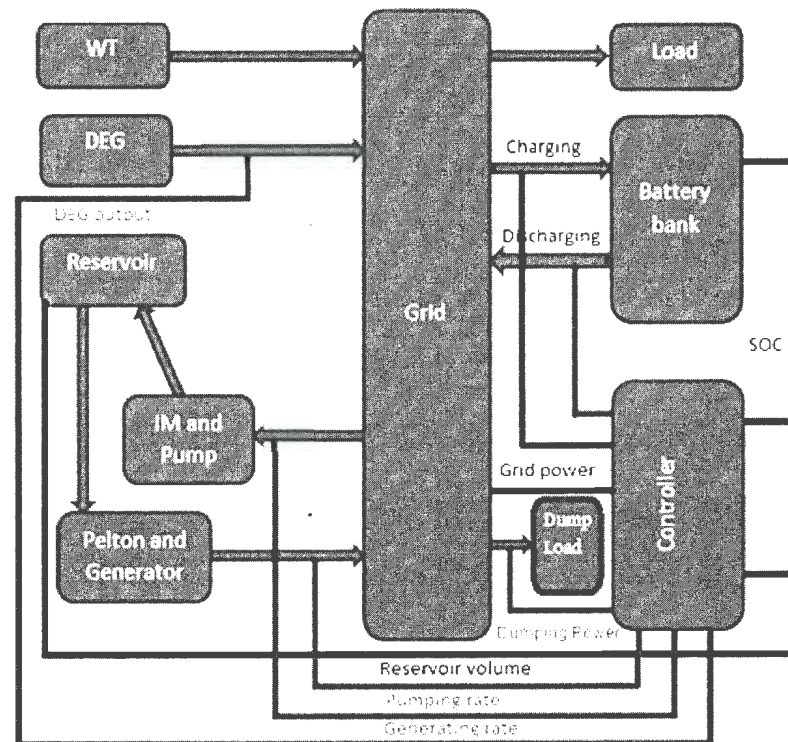 WT
Load
DEG
Charging
Battery
bank
DEG output
Discharging
Reservoir
Grid
SOC
IM and
Pump
Controller
Grid power
Dump
Load
Pelton and
Generator
Dumping Power
Reservoir volume
Pumping rate
Generating rate